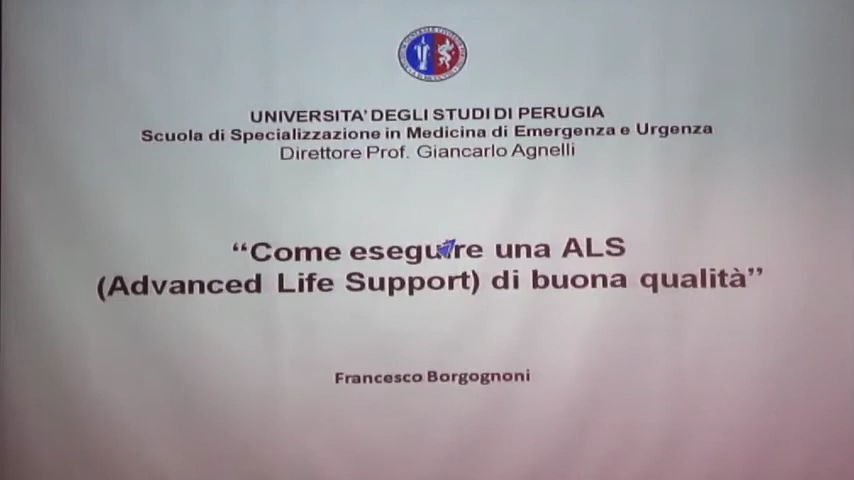 UNIVERSITA' DEGLI STUDI DI PERUGIA
Scuola di Specializzazione in Medicina di Emergenza e Urgenza
Direttore Prof. Giancarlo Agnelli
“Come eseguire una ALS
(Advanced Life Support) di buona qualità”
Francesco Borgognoni